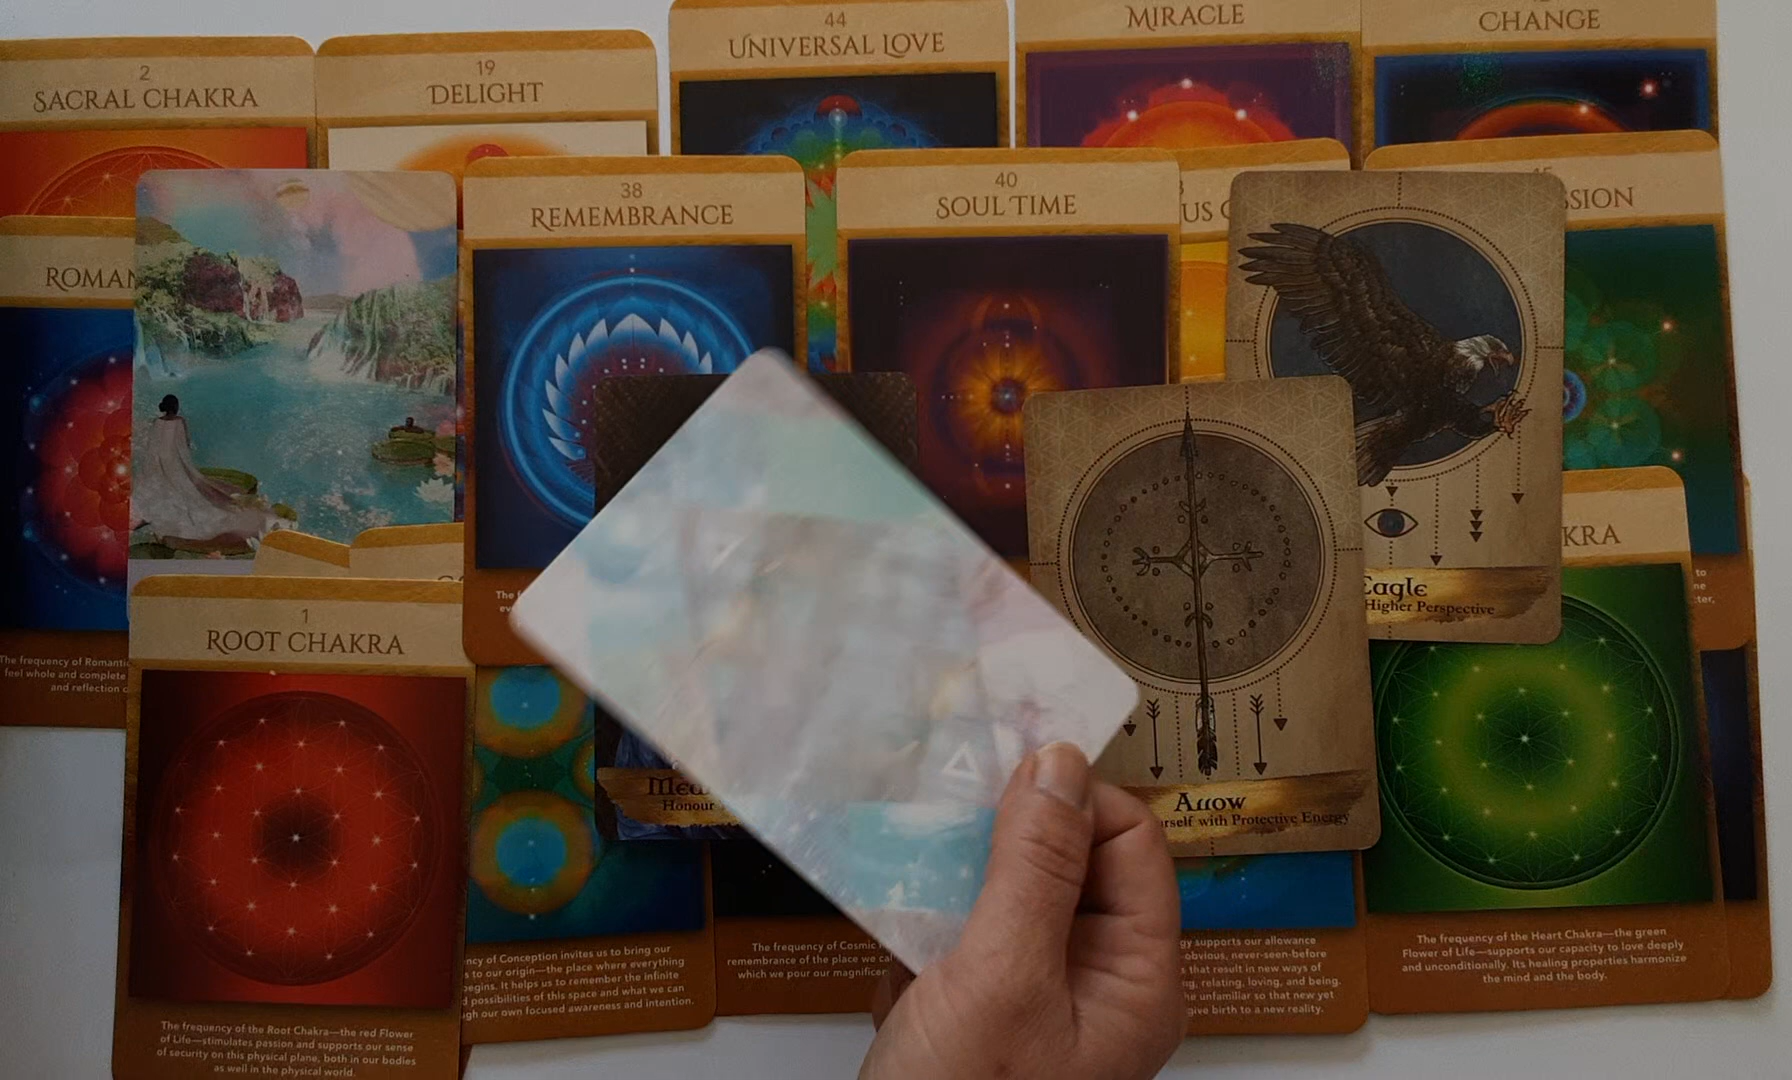 44
UNIVERSAL LOVE
MIRACLE
CHANGE
2
SACRAL CHAKRA
19
DELIGHT
38
REMEMBRANCE
40
SOUL TIME
US
Eagle
Higher Perspective
KRA
The frequency of Romantic
feel whole and complete
and reflection
1
ROOT CHAKRA
Honour
Arrow
with Protective Energy
The frequency of the Root Chakra—the red Flower
of Life—stimulates passion and supports our sense
of security on this physical plane, both in our bodies
as well in the physical world.
of Conception invites us to bring our
to our origin—the place where everything
begins. It helps us to remember the infinite
possibilities of this space and what we can
our own focused awareness and intention.
The frequency of Cosmic
remembrance of the place we
which we pour our
supports our allowance
obvious, never-seen-before
that result in new ways of
relating, loving, and being.
unfamiliar so that new yet
give birth to a new reality.
The frequency of the Heart Chakra—the green
Flower of Life—supports our capacity to love deeply
and unconditionally. Its healing properties harmonize
the mind and the body.